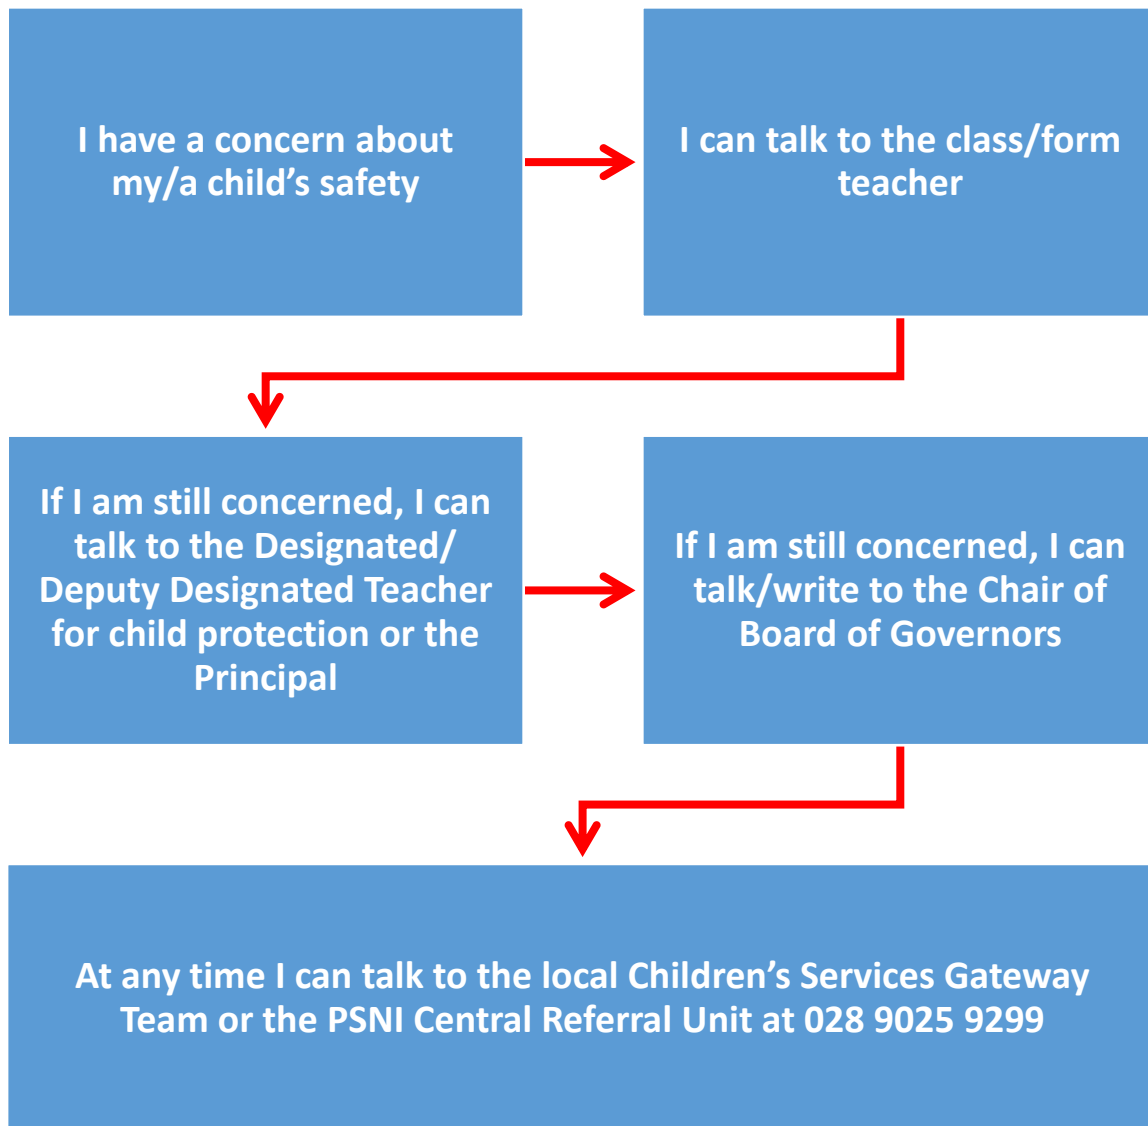 I have a concern about
my/a child’s safety
I can talk to the class/form
teacher
If I am still concerned, I can
talk to the Designated/
Deputy Designated Teacher
for child protection or the
Principal
If I am still concerned, I can
talk/write to the Chair of
Board of Governors
At any time I can talk to the local Children’s Services Gateway
Team or the PSNI Central Referral Unit at 028 9025 9299